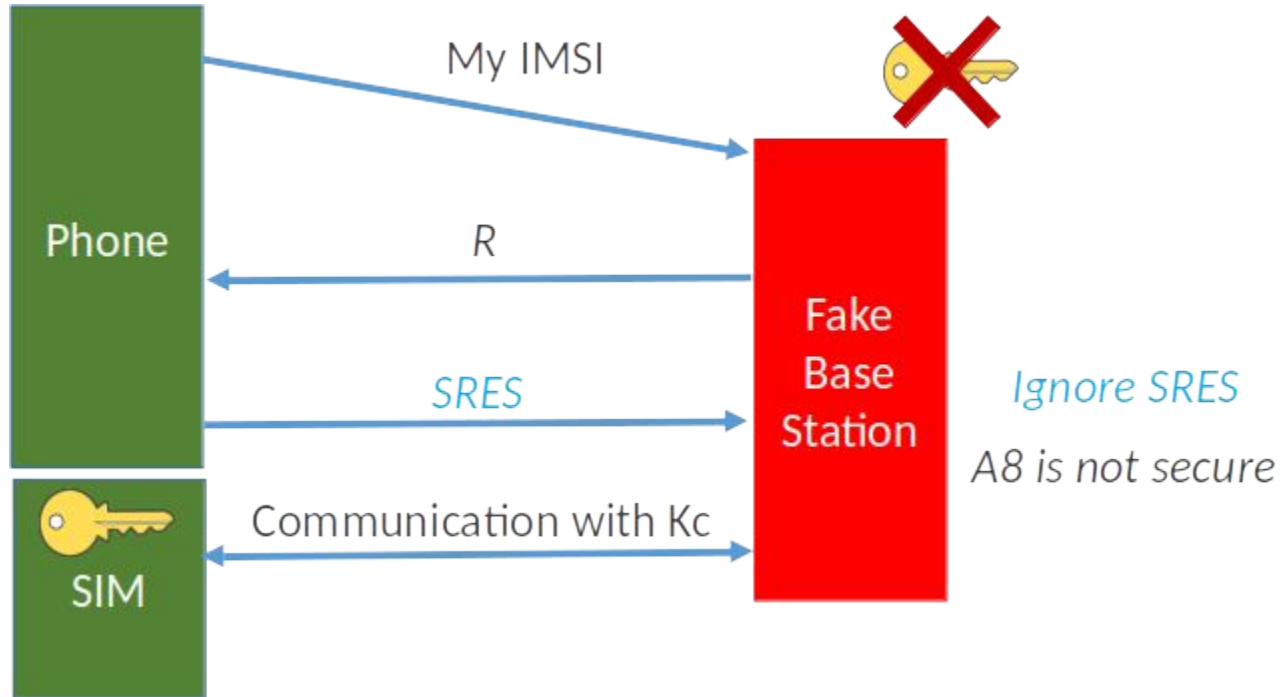 My IMSI
Phone
R
Fake
Base
Station
SRES
Ignore SRES
A8 is not secure
Communication with Kc
SIM